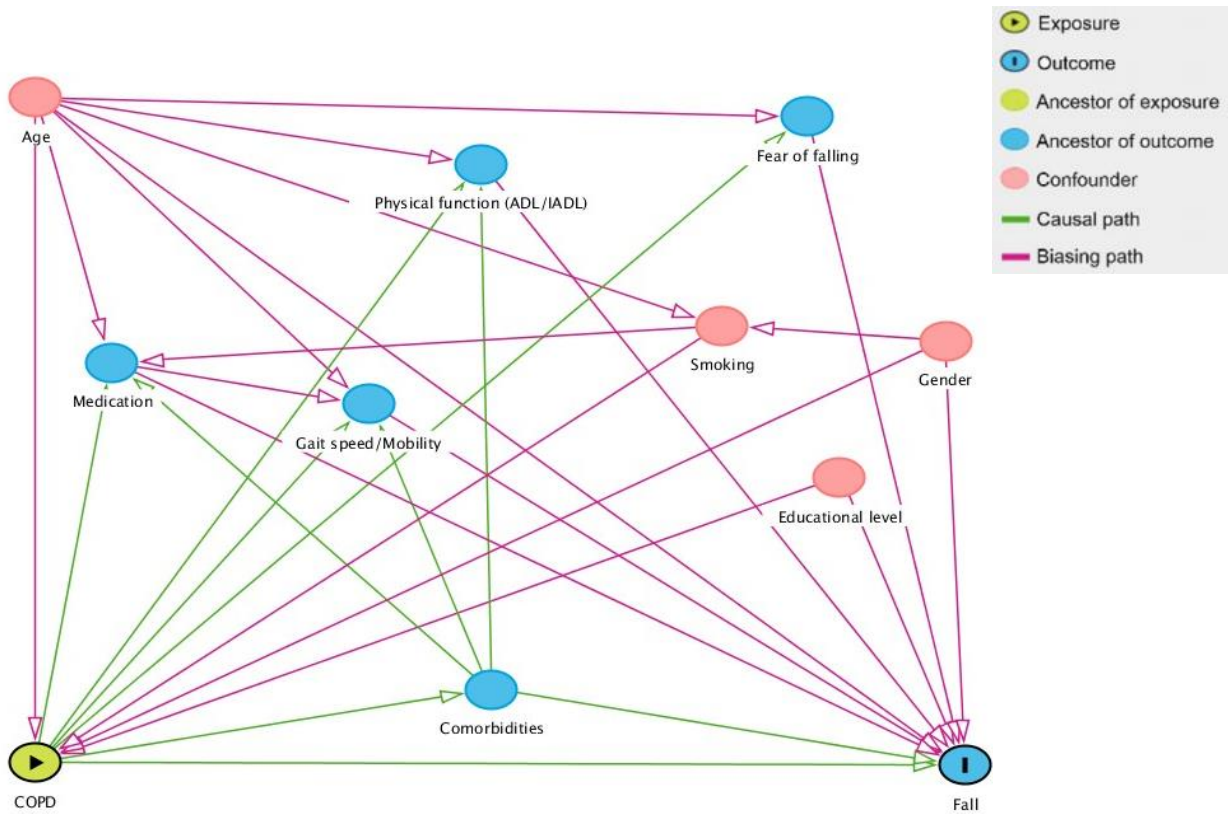 Exposure
Outcome
Ancestor of exposure
Ancestor of outcome
Confounder
Causal path
Biasing path
Age
Fear of falling
Physical function (ADL/IADL)
Smoking
Gender
Medication
Gait speed/Mobility
Educational level
Comorbidities
COPD
Fall